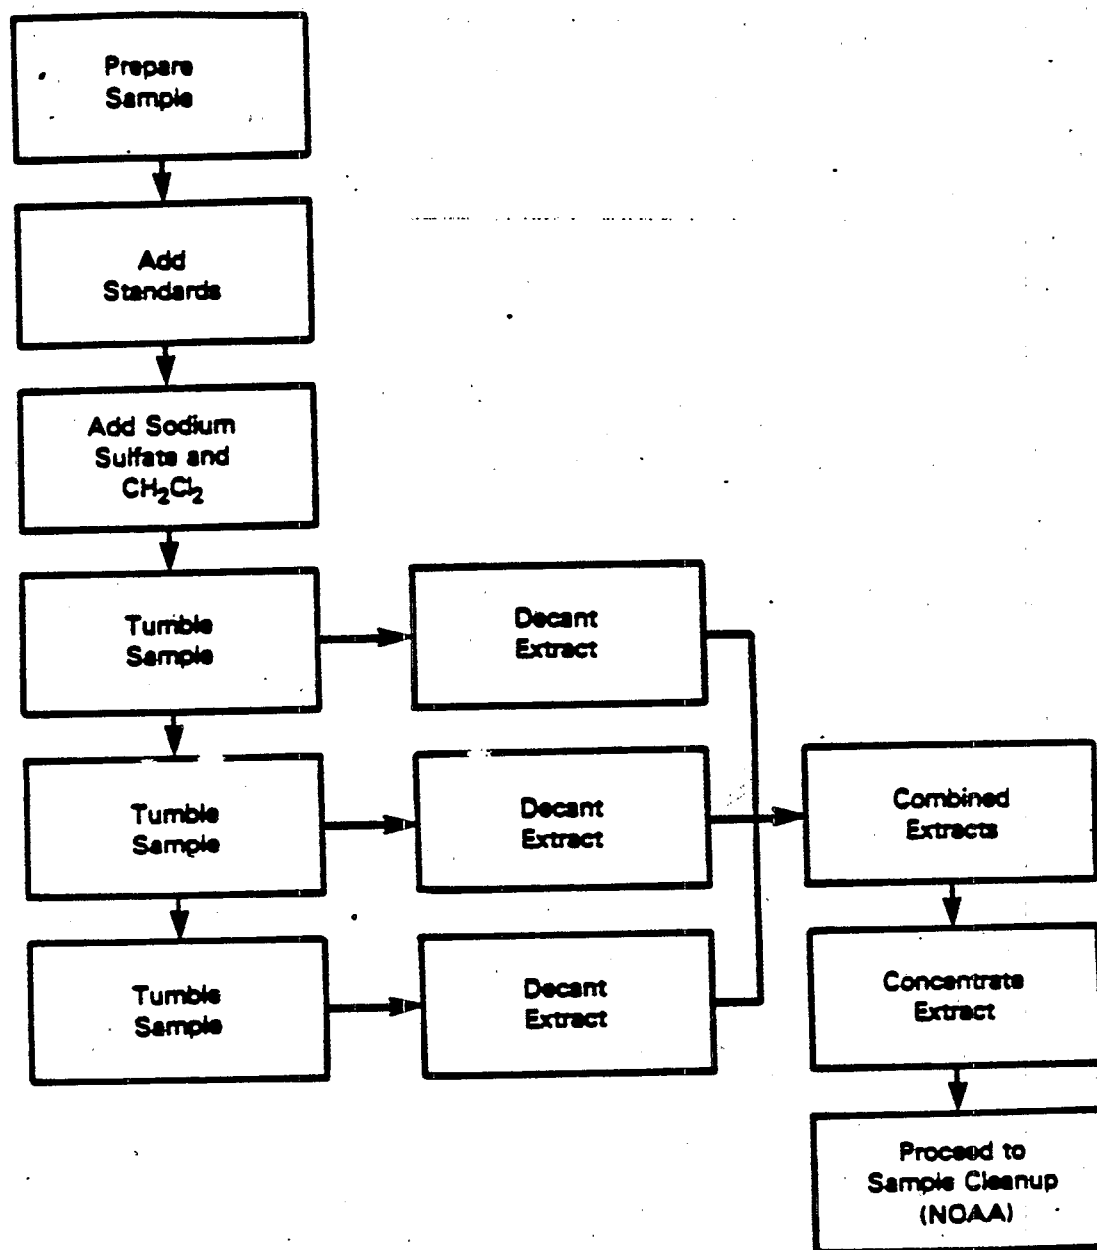 Prepare
Sample
Add
Standards
Add Sodium
Sulfate and
CH₂Cl₂
Tumble
Sample
Decant
Extract
Tumble
Sample
Decant
Extract
Combined
Extracts
Tumble
Sample
Decant
Extract
Concentrate
Extract
Proceed to
Sample Cleanup
(NOAA)